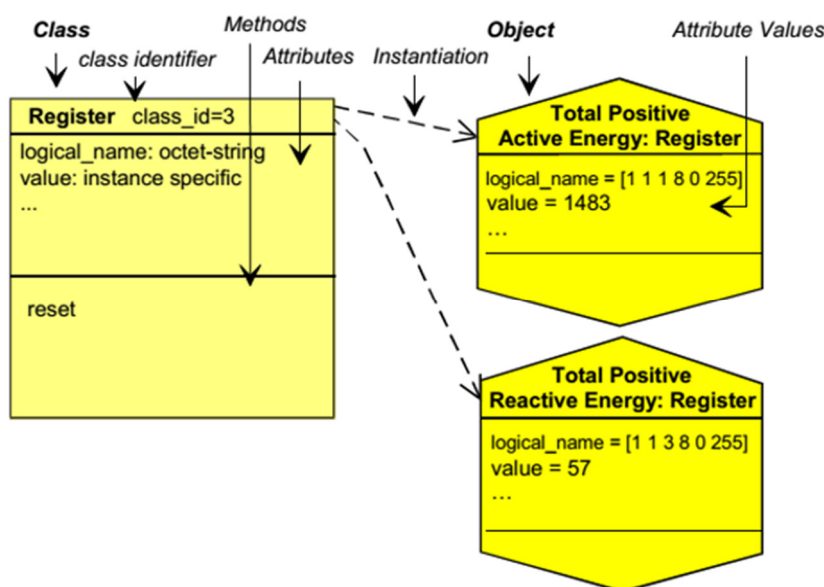 Class
class identifier
Methods
Attributes
Instantiation
Object
Attribute Values
Register class_id=3
logical_name: octet-string
value: instance specific
...
reset
Total Positive
Active Energy: Register
logical_name = [1 1 1 8 0 255]
value = 1483
...
Total Positive
Reactive Energy: Register
logical_name = [1 1 3 8 0 255]
value = 57
...